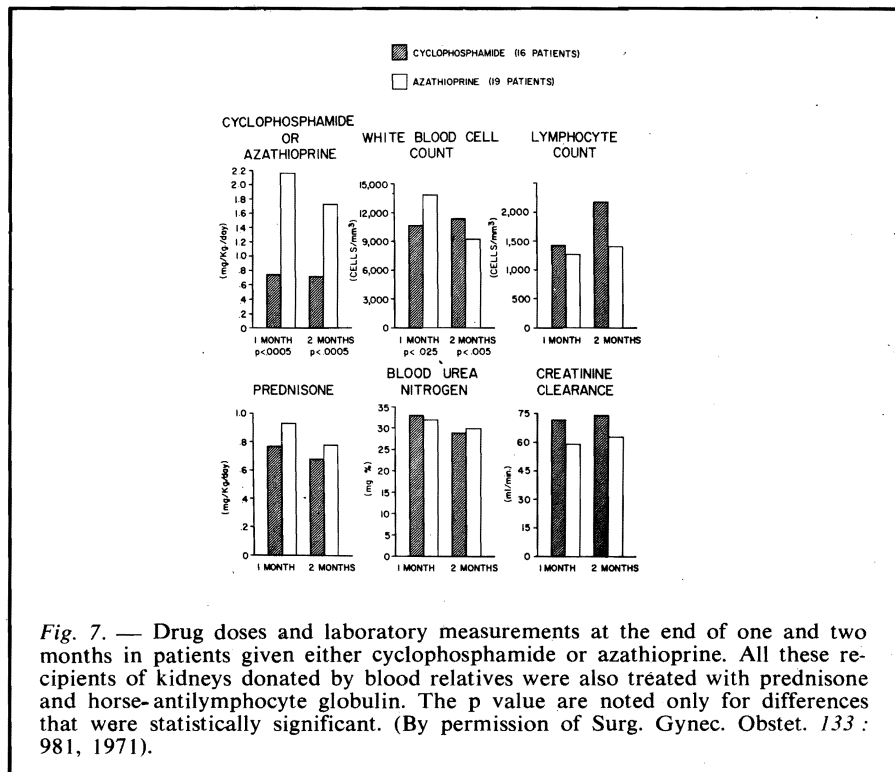 CYCLOPHOSPHAMIDE (16 PATIENTS)
AZATHIOPRINE (19 PATIENTS)
CYCLOPHOSPHAMIDE
OR
AZATHIOPRINE
2.2
2.0
1.8
1.6
1.4
1.2
1.0
.8
.6
.4
.2
0
(mg/Kg/day)
1 MONTH 2 MONTHS
p<.0005 p<.0005
WHITE BLOOD CELL
COUNT
15,000
12,000
9,000
6,000
3,000
0
(CELLS/mm³)
1 MONTH 2 MONTHS
p<.025 p<.005
LYMPHOCYTE
COUNT
2,000
1,500
1,000
500
0
(CELLS/mm³)
1 MONTH 2 MONTHS
PREDNISONE
1.0
.8
.6
.4
.2
0
(mg/Kg/day)
1 MONTH 2 MONTHS
BLOOD UREA
NITROGEN
35
30
25
20
15
10
5
0
(mg %)
1 MONTH 2 MONTHS
CREATININE
CLEARANCE
75
60
45
30
15
0
(ml/min.)
1 MONTH 2 MONTHS
Fig. 7. — Drug doses and laboratory measurements at the end of one and two
months in patients given either cyclophosphamide or azathioprine. All these re-
cipients of kidneys donated by blood relatives were also treated with prednisone
and horse-antilymphocyte globulin. The p value are noted only for differences
that were statistically significant. (By permission of Surg. Gynec. Obstet. 133 :
981, 1971).